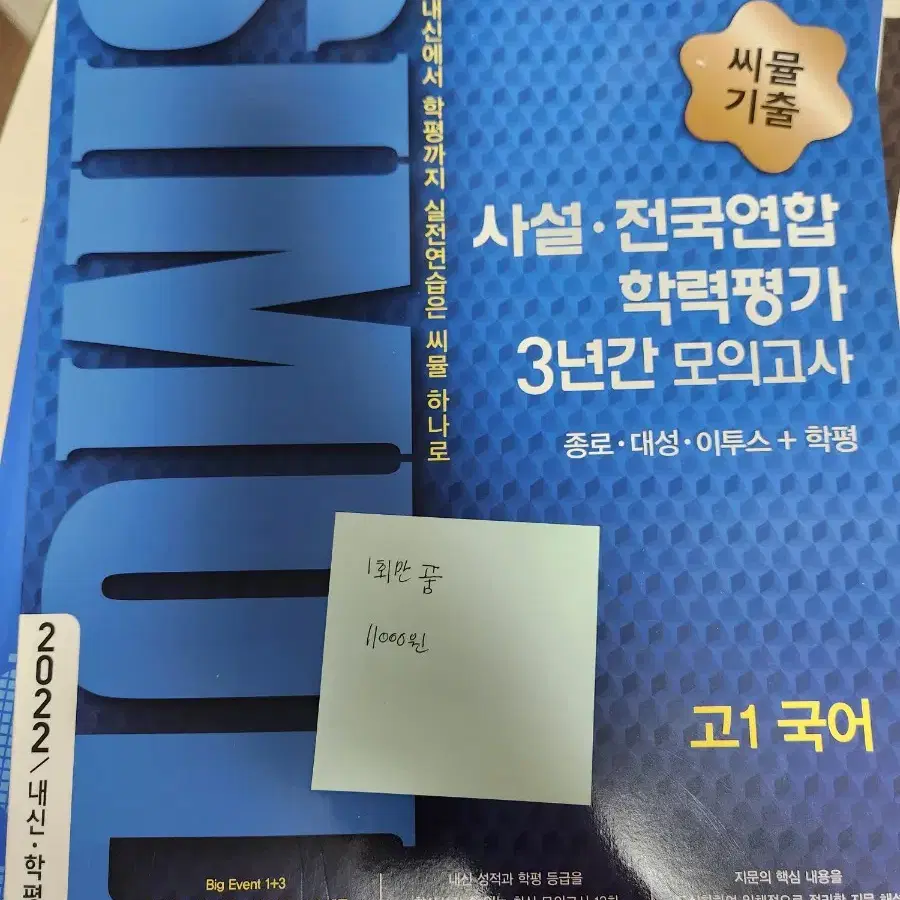 SIMUL
내신에서 학평까지 실전연습은 씨뮬 하나로
씨뮬
기출
사설·전국연합
학력평가
3년간 모의고사
종로·대성·이투스 + 학평
1회만 풂
11000원
고1 국어
2022/내신·학평
Big Event 1+3
내신 성적과 학평 등급을
지문의 핵심 내용을